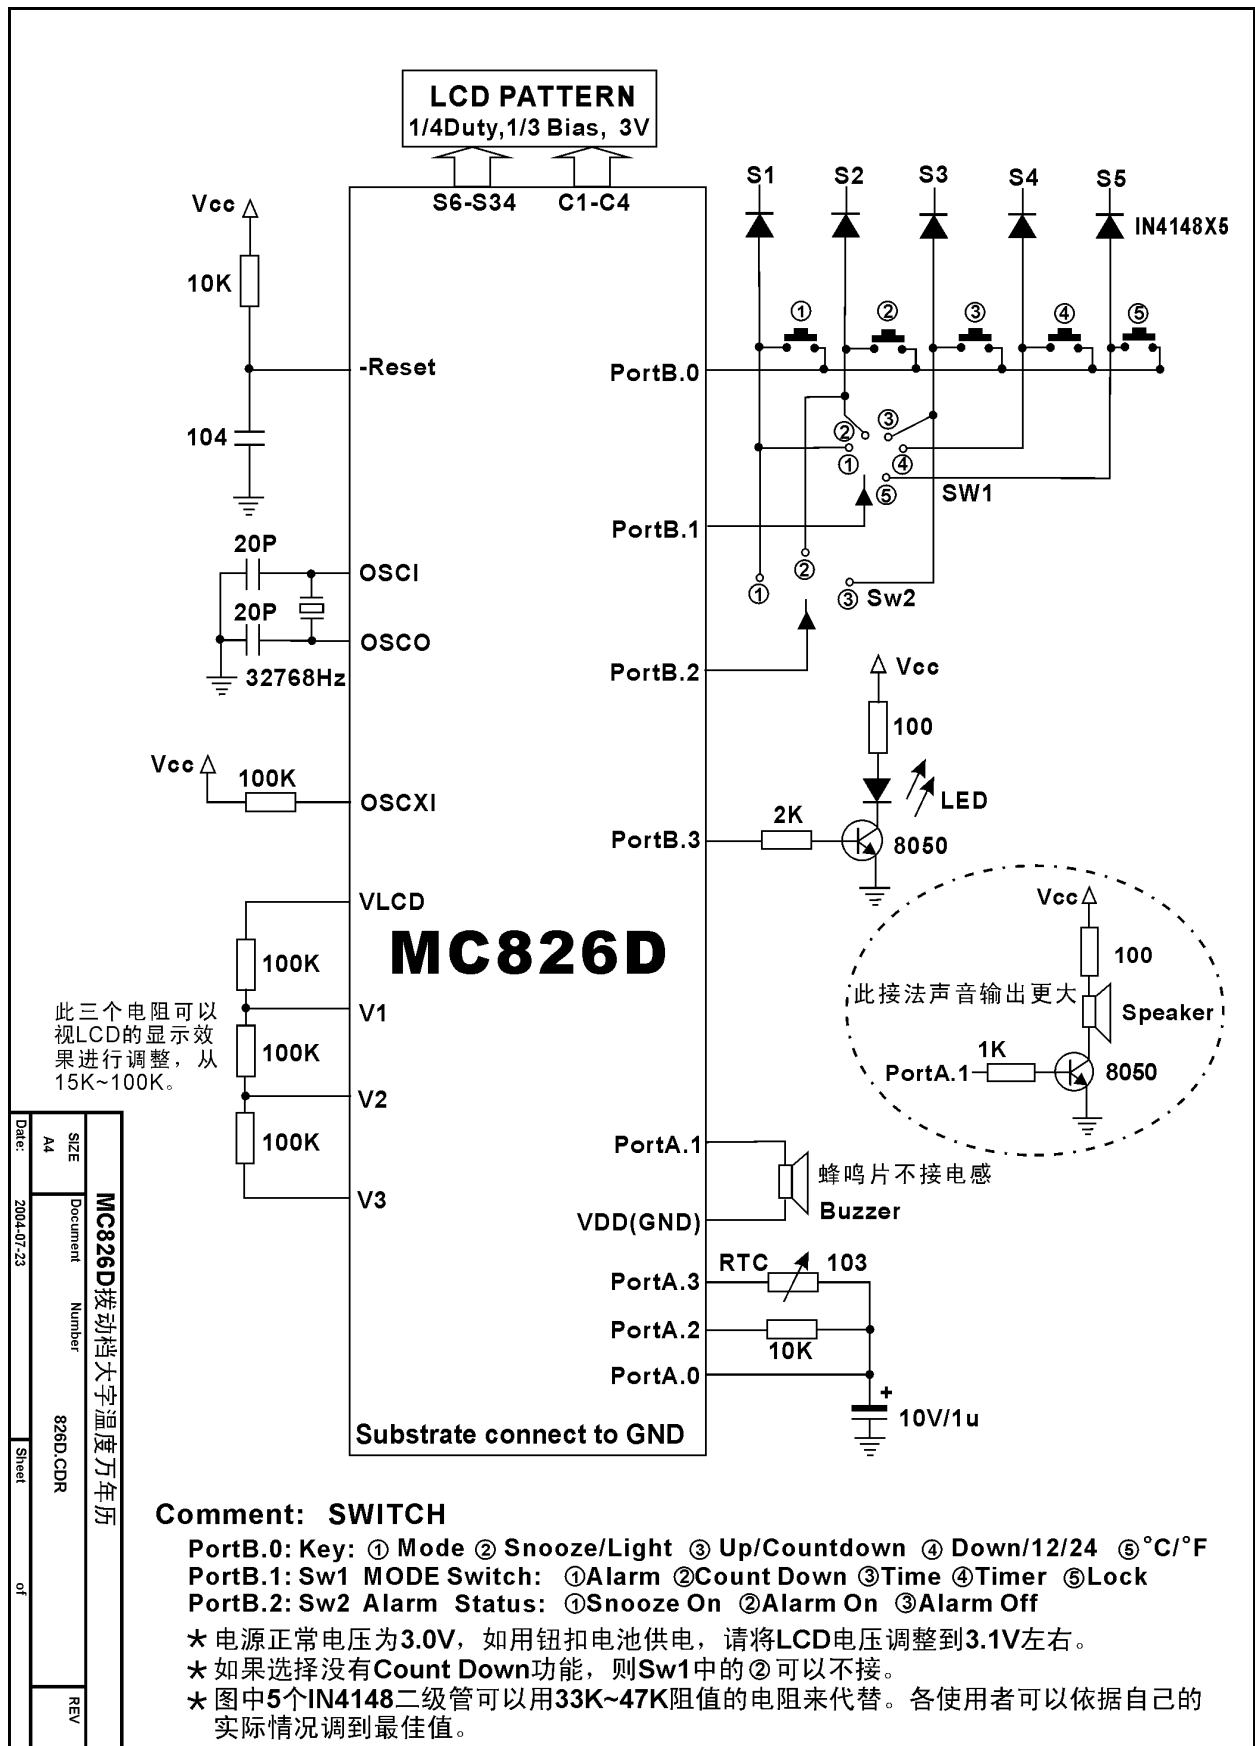 LCD PATTERN
1/4Duty,1/3 Bias, 3V
S6-S34 C1-C4
S1 S2 S3 S4 S5
IN4148X5
Vcc
10K
-Reset
104
① ② ③ ④ ⑤
PortB.0
② ③
① ④
⑤ SW1
PortB.1
20P
OSCI
20P
OSCO
32768Hz
① ② ③ Sw2
PortB.2
Vcc
100
LED
Vcc
100K
OSCXI
PortB.3
2K
8050
VLCD
MC826D
100K
V1
100K
V2
100K
V3
此三个电阻可以
视LCD的显示效
果进行调整，从
15K~100K。
Vcc
100
此接法声音输出更大
Speaker
1K
PortA.1
8050
PortA.1
蜂鸣片不接电感
Buzzer
VDD(GND)
RTC 103
PortA.3
PortA.2
10K
PortA.0
+
10V/1u
Substrate connect to GND
MC826D拨动档大字温度万年历
SIZE
A4
Document Number
826D.CDR
REV
Date: 2004-07-23
Sheet of
Comment: SWITCH
PortB.0: Key: ① Mode ② Snooze/Light ③ Up/Countdown ④ Down/12/24 ⑤°C/°F
PortB.1: Sw1 MODE Switch: ①Alarm ②Count Down ③Time ④Timer ⑤Lock
PortB.2: Sw2 Alarm Status: ①Snooze On ②Alarm On ③Alarm Off
★ 电源正常电压为3.0V，如用钮扣电池供电，请将LCD电压调整到3.1V左右。
★ 如果选择没有Count Down功能，则Sw1中的②可以不接。
★ 图中5个IN4148二级管可以用33K~47K阻值的电阻来代替。各使用者可以依据自己的
实际情况调到最佳值。